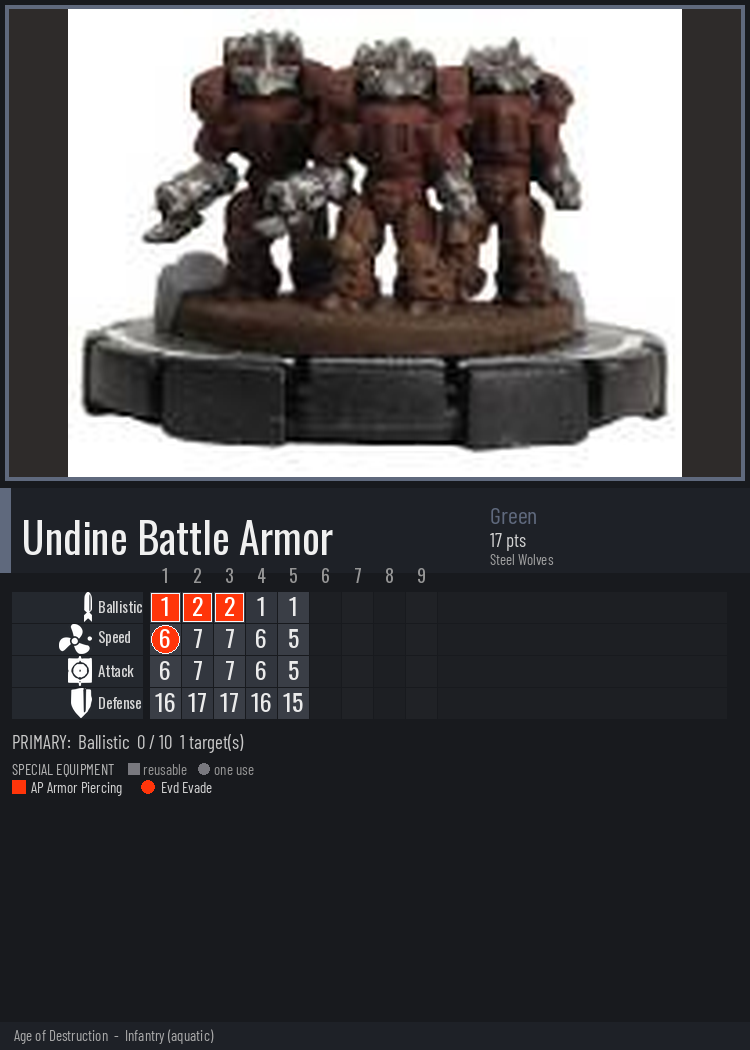 Undine Battle Armor
Green
17 pts
Steel Wolves
1 2 3 4 5 6 7 8 9
Ballistic 1 2 2 1 1
Speed 6 7 7 6 5
Attack 6 7 7 6 5
Defense 16 17 17 16 15
PRIMARY: Ballistic 0 / 10 1 target(s)
SPECIAL EQUIPMENT reusable one use
AP Armor Piercing Evd Evade
Age of Destruction - Infantry (aquatic)